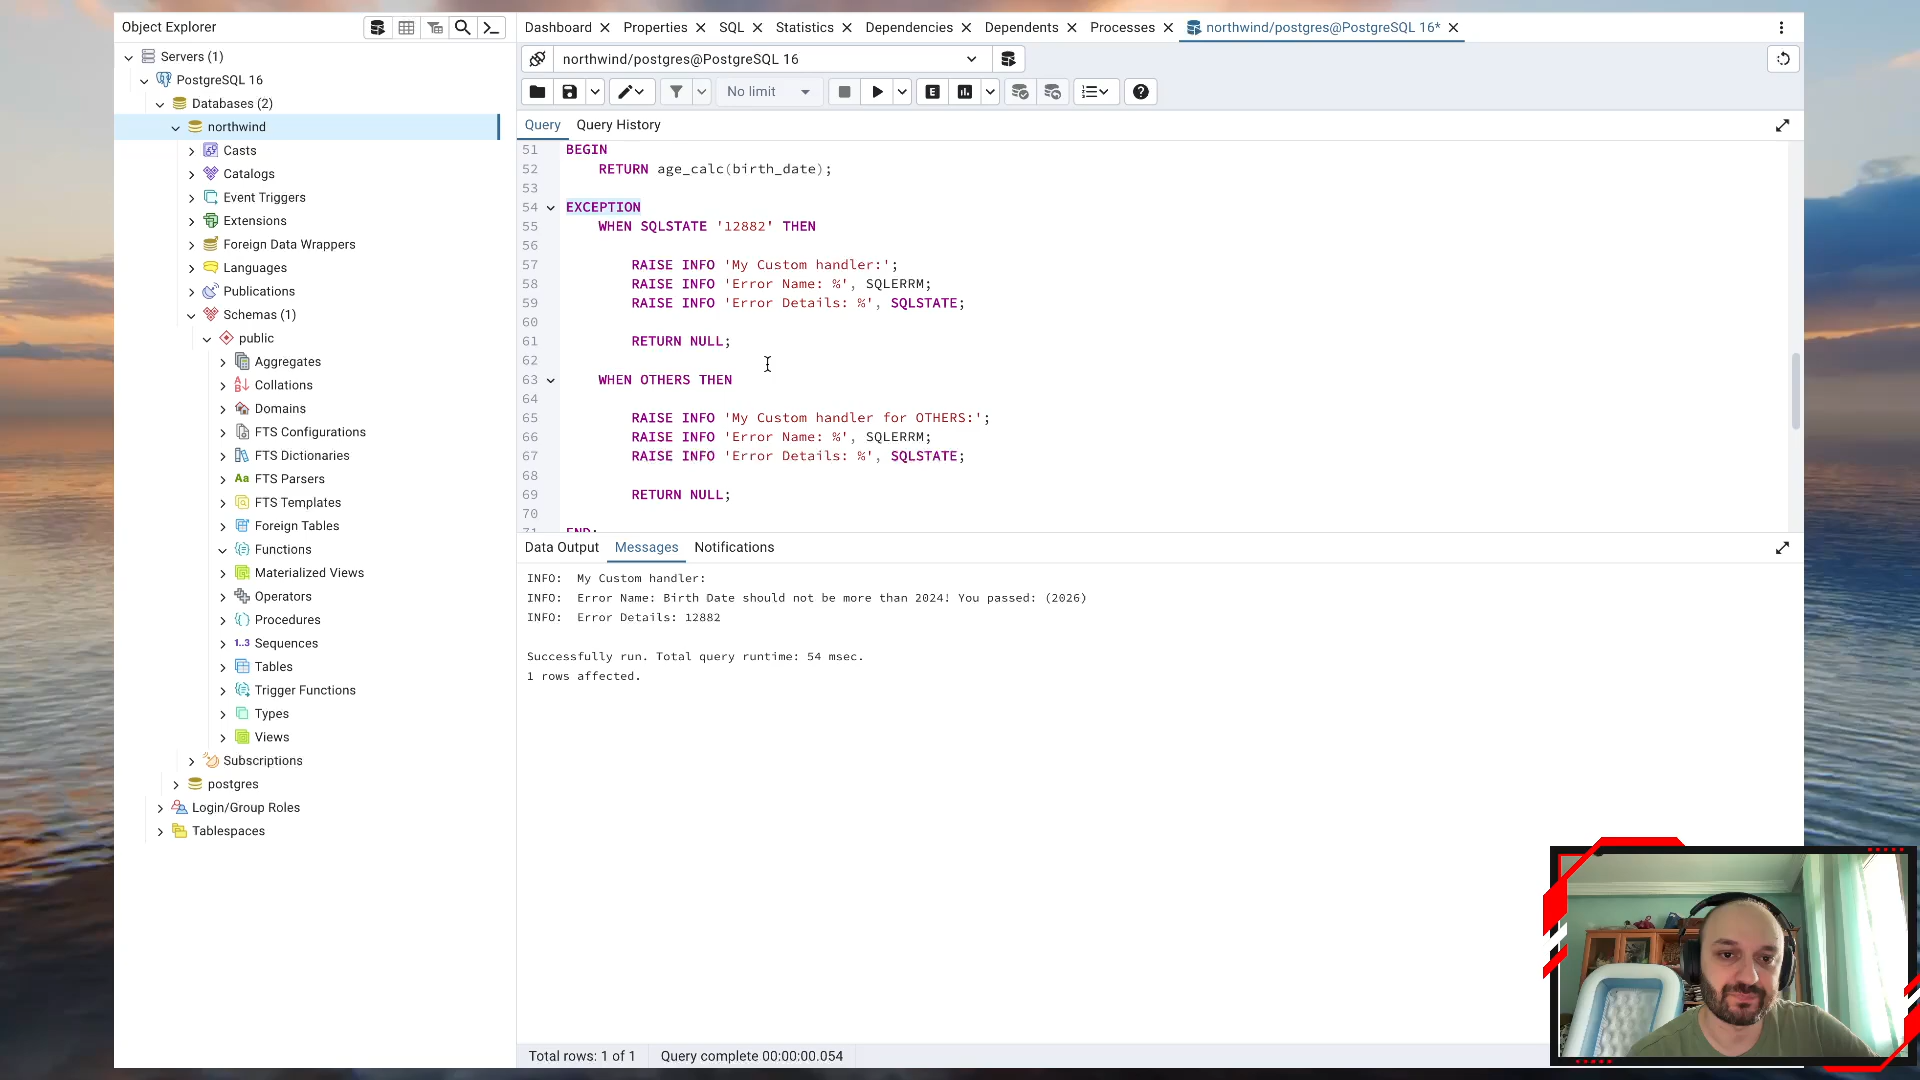 Object Explorer
Dashboard
Properties
SQL
Statistics
Dependencies
Dependents
Processes
northwind/postgres@PostgreSQL 16*
Servers (1)
PostgreSQL 16
Databases (2)
northwind
Casts
Catalogs
Event Triggers
Extensions
Foreign Data Wrappers
Languages
Publications
Schemas (1)
public
Aggregates
Collations
Domains
FTS Configurations
FTS Dictionaries
Aa FTS Parsers
FTS Templates
Foreign Tables
Functions
Materialized Views
Operators
Procedures
1..3 Sequences
Tables
Trigger Functions
Types
Views
Subscriptions
postgres
Login/Group Roles
Tablespaces
northwind/postgres@PostgreSQL 16
No limit
E
Query
Query History
51 BEGIN
52 RETURN age_calc(birth_date);
53
54 EXCEPTION
55 WHEN SQLSTATE '12882' THEN
56
57 RAISE INFO 'My Custom handler:';
58 RAISE INFO 'Error Name: %', SQLERRM;
59 RAISE INFO 'Error Details: %', SQLSTATE;
60
61 RETURN NULL;
62
63 WHEN OTHERS THEN
64
65 RAISE INFO 'My Custom handler for OTHERS:';
66 RAISE INFO 'Error Name: %', SQLERRM;
67 RAISE INFO 'Error Details: %', SQLSTATE;
68
69 RETURN NULL;
70
71 END;
Data Output
Messages
Notifications
INFO: My Custom handler:
INFO: Error Name: Birth Date should not be more than 2024! You passed: (2026)
INFO: Error Details: 12882
Successfully run. Total query runtime: 54 msec.
1 rows affected.
Total rows: 1 of 1
Query complete 00:00:00.054